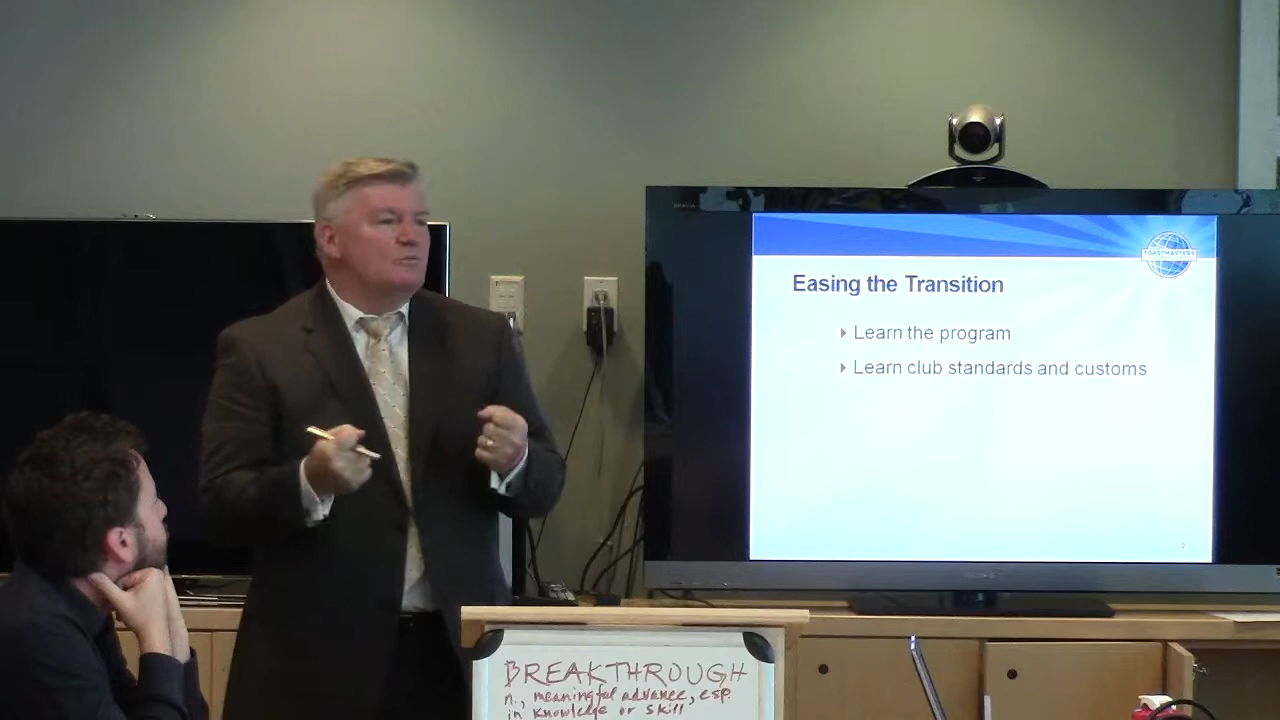 TOASTMASTERS
Easing the Transition
Learn the program
Learn club standards and customs
BREAKTHROUGH
n., meaningful advance, esp.
in knowledge or skill